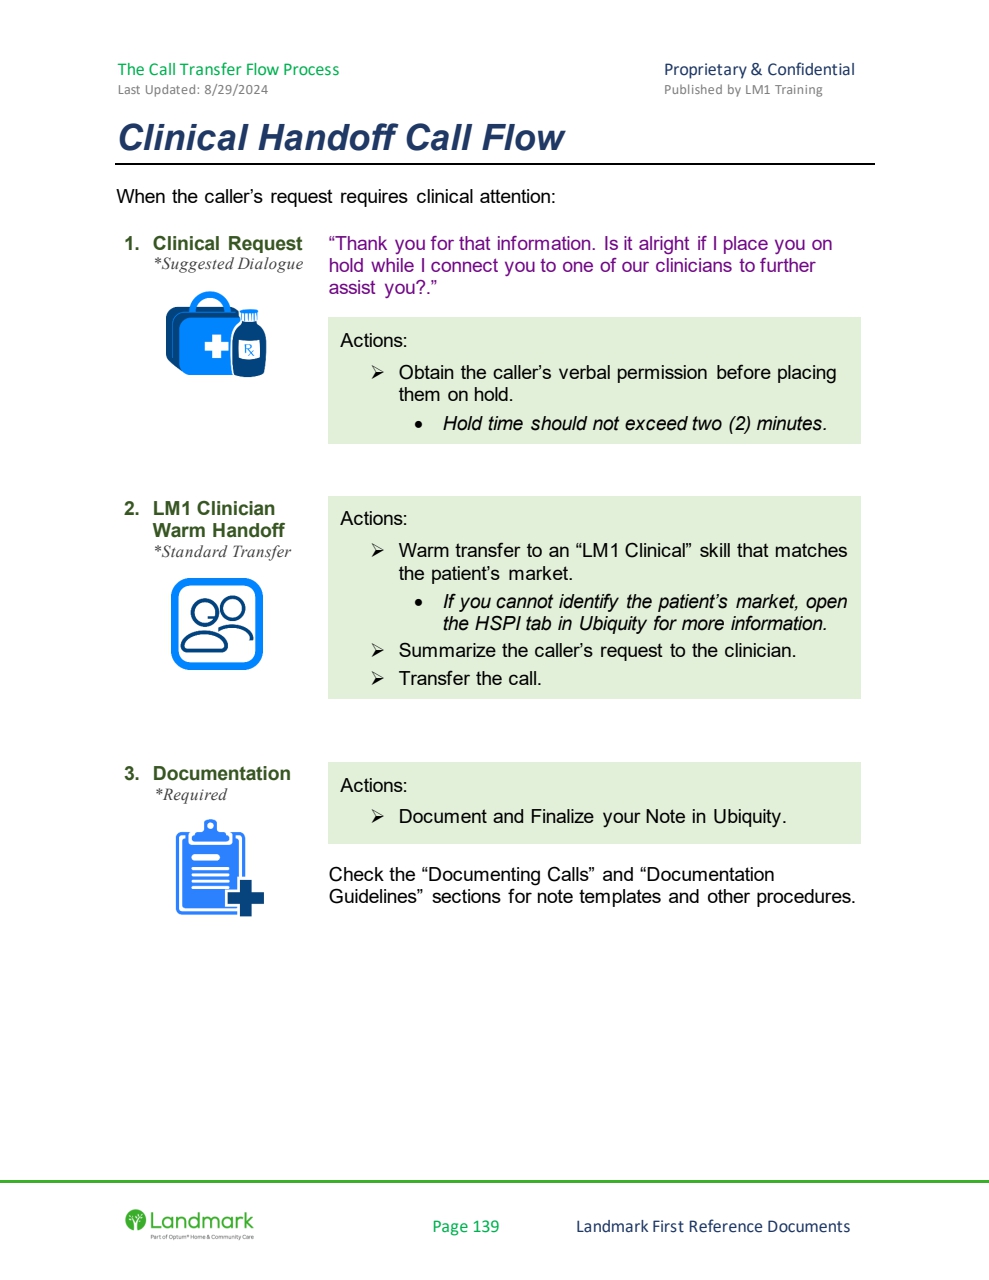 The Call Transfer Flow Process
Proprietary & Confidential
Last Updated: 8/29/2024
Published by LM1 Training
Clinical Handoff Call Flow
When the caller’s request requires clinical attention:
1. Clinical Request
*Suggested Dialogue
“Thank you for that information. Is it alright if I place you on
hold while I connect you to one of our clinicians to further
assist you?.”
Rx
Actions:
➢ Obtain the caller’s verbal permission before placing
them on hold.
• Hold time should not exceed two (2) minutes.
2. LM1 Clinician
Warm Handoff
*Standard Transfer
Actions:
➢ Warm transfer to an “LM1 Clinical” skill that matches
the patient’s market.
• If you cannot identify the patient’s market, open
the HSPI tab in Ubiquity for more information.
➢ Summarize the caller’s request to the clinician.
➢ Transfer the call.
3. Documentation
*Required
Actions:
➢ Document and Finalize your Note in Ubiquity.
Check the “Documenting Calls” and “Documentation
Guidelines” sections for note templates and other procedures.
Landmark
Part of Optum® Home & Community Care
Page 139
Landmark First Reference Documents